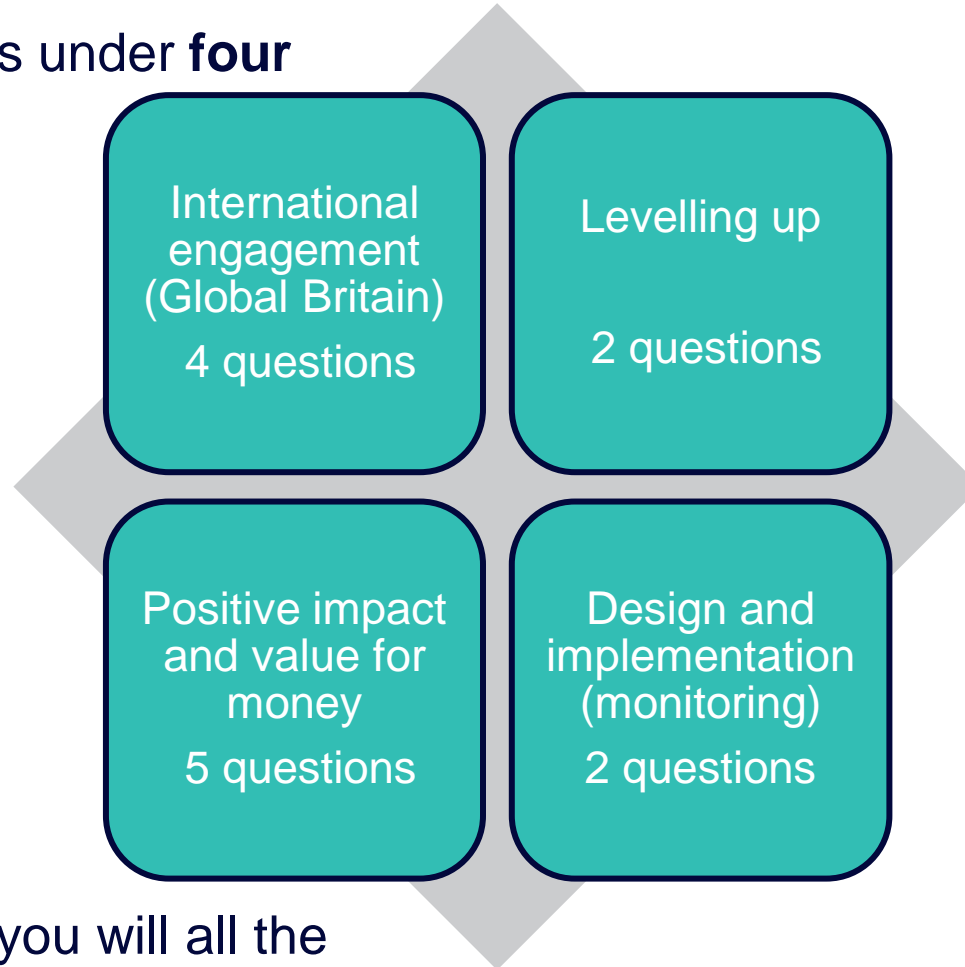 s under four
International
engagement
(Global Britain)
4 questions
Levelling up
2 questions
Positive impact
and value for
money
5 questions
Design and
implementation
(monitoring)
2 questions
you will all the